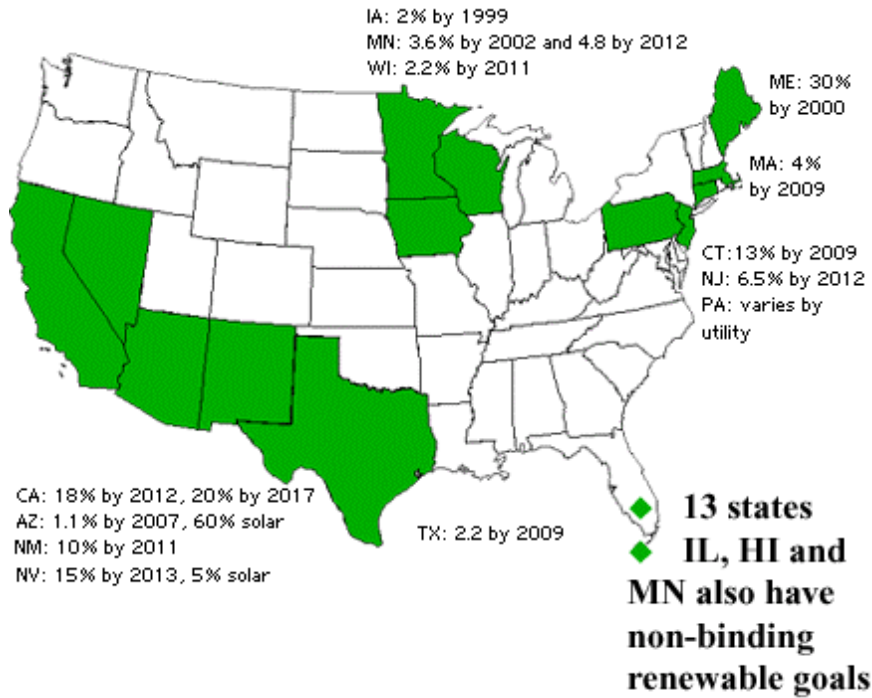 IA: 2% by 1999
MN: 3.6% by 2002 and 4.8 by 2012
WI: 2.2% by 2011
ME: 30%
by 2000
MA: 4%
by 2009
CT:13% by 2009
NJ: 6.5% by 2012
PA: varies by
utility
CA: 18% by 2012, 20% by 2017
AZ: 1.1% by 2007, 60% solar
NM: 10% by 2011
NV: 15% by 2013, 5% solar
TX: 2.2 by 2009
13 states
IL, HI and
MN also have
non-binding
renewable goals